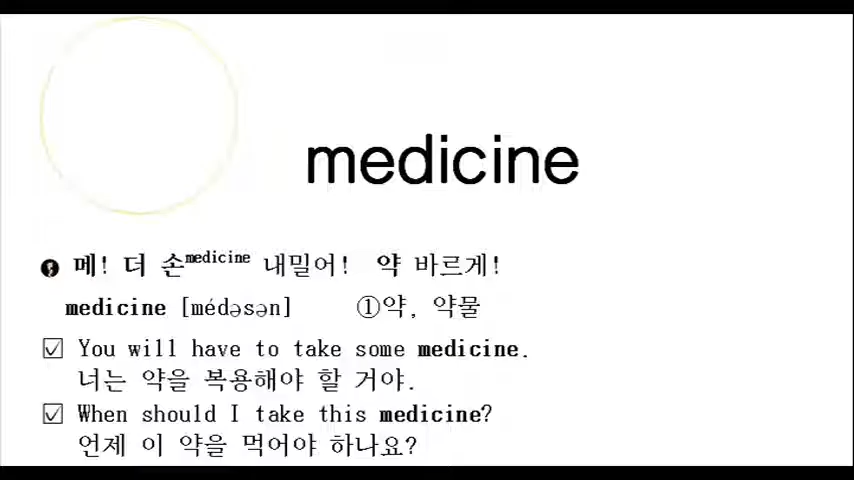 medicine
메! 더 손medicine 내밀어! 약 바르게!
medicine [médəsən] ①약, 약물
☑ You will have to take some medicine.
너는 약을 복용해야 할 거야.
☑ When should I take this medicine?
언제 이 약을 먹어야 하나요?